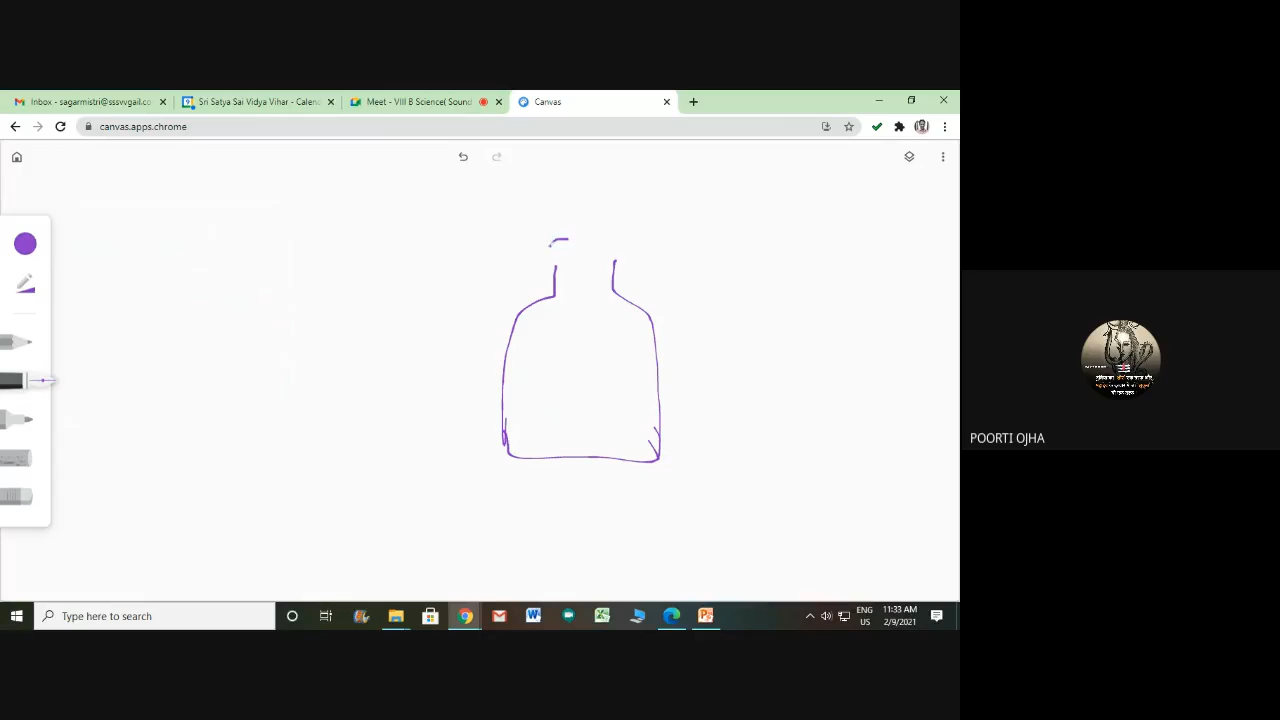 Inbox - sagarmistri@sssvvgail.co
Sri Satya Sai Vidya Vihar - Calend
Meet - VIII B Science( Sound
Canvas
canvas.apps.chrome
POORTI OJHA
Type here to search
ENG
US
11:33 AM
2/9/2021